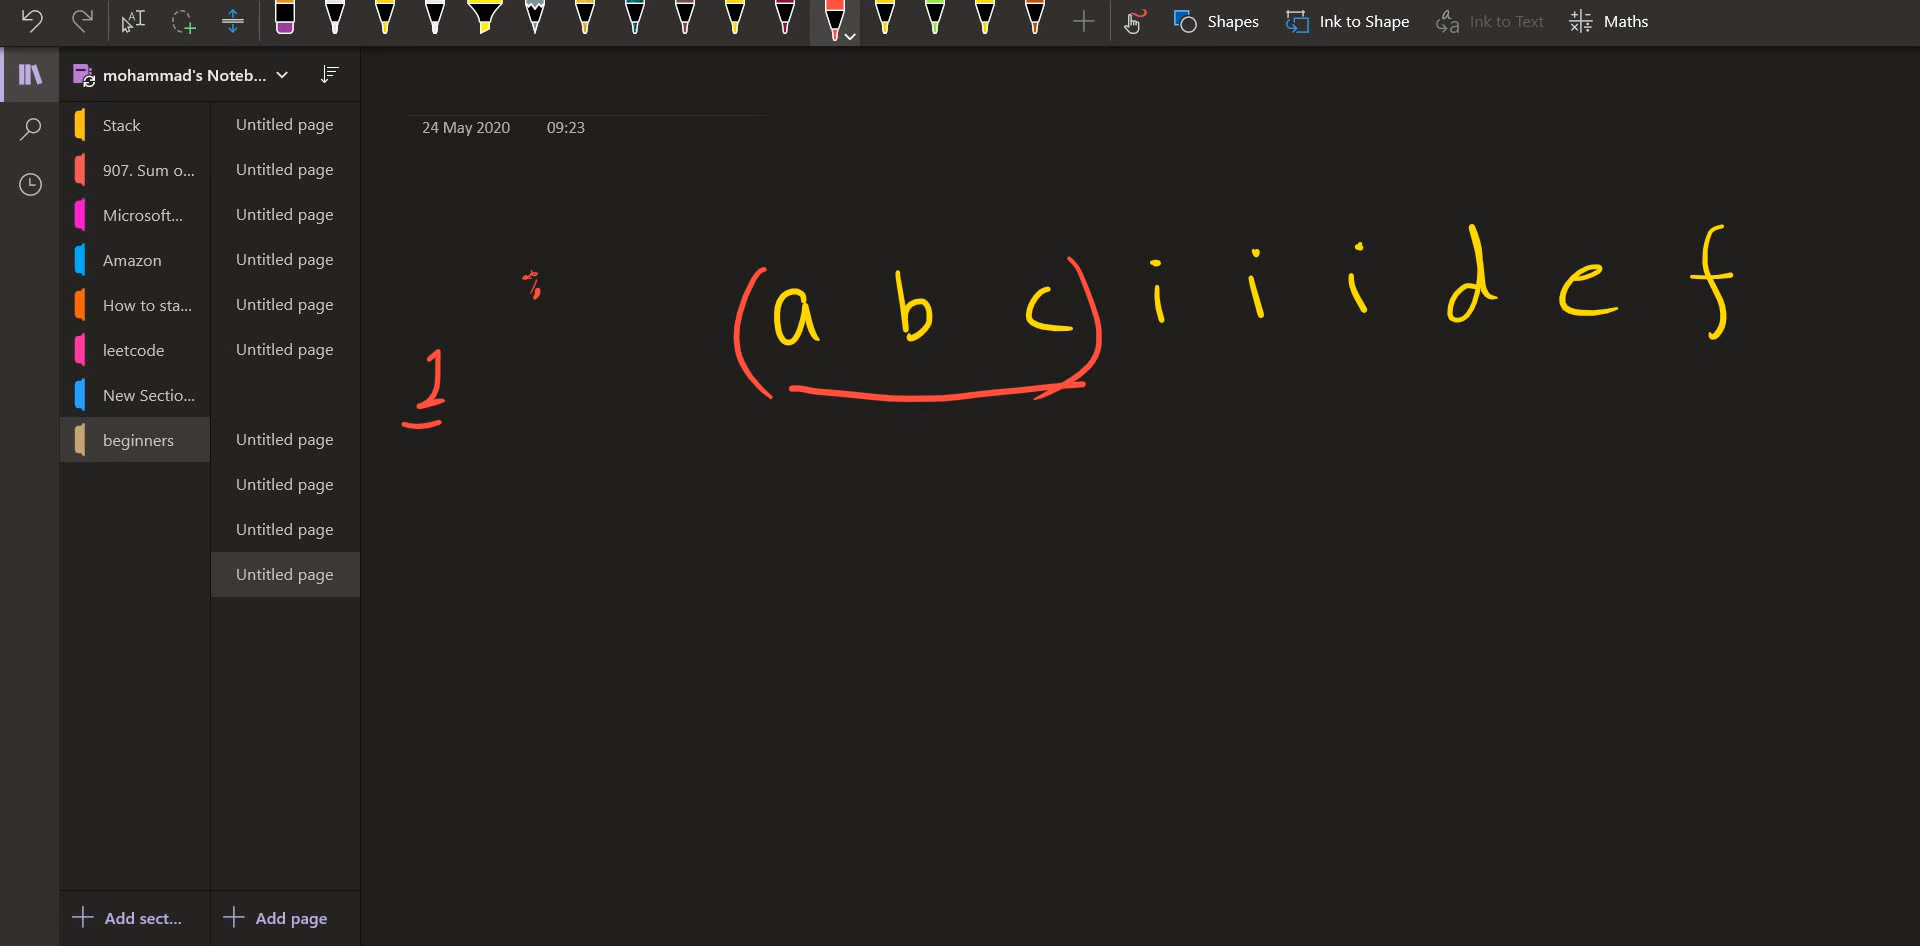 Shapes Ink to Shape Ink to Text Maths
mohammad's Noteb...
Stack
907. Sum o...
Microsoft...
Amazon
How to sta...
leetcode
New Sectio...
beginners
Untitled page
Untitled page
Untitled page
Untitled page
Untitled page
Untitled page
Untitled page
Untitled page
Untitled page
Untitled page
Add sect...
Add page
24 May 2020 09:23
(a b c) i i i d e f
1